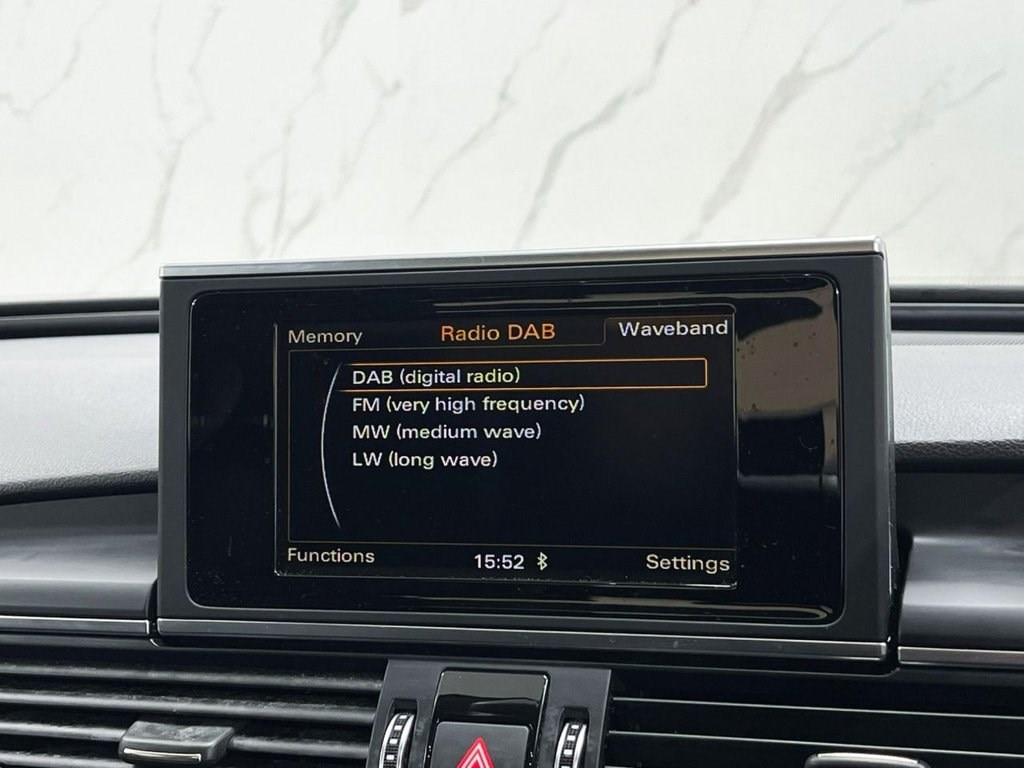 Memory Radio DAB Waveband
DAB (digital radio)
FM (very high frequency)
MW (medium wave)
LW (long wave)
Functions 15:52 Settings